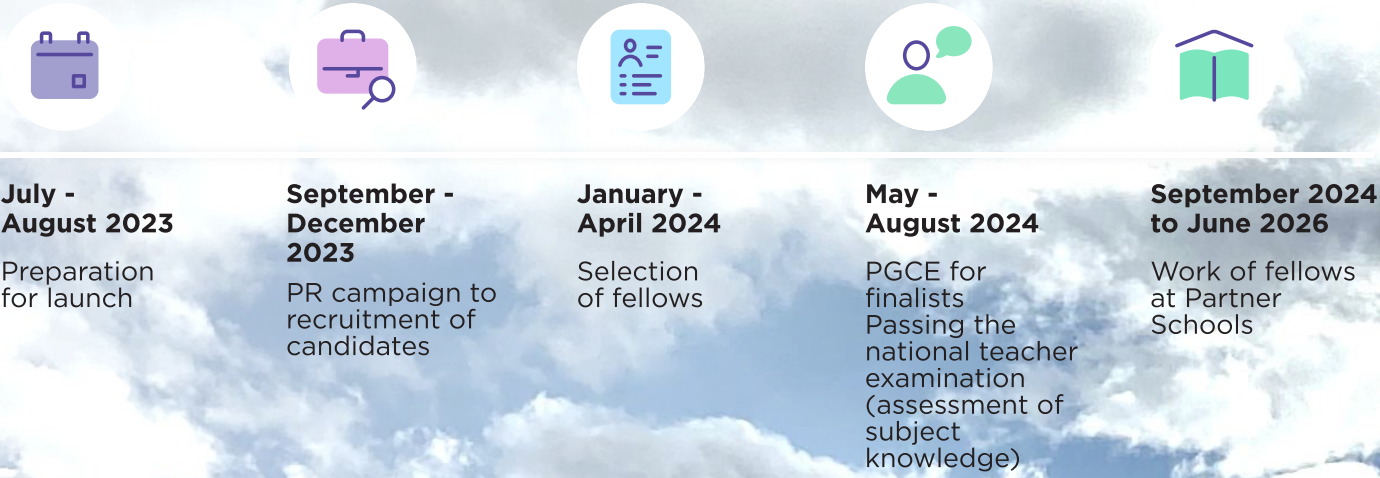 July -
August 2023
Preparation
for launch
September -
December
2023
PR campaign to
recruitment of
candidates
January -
April 2024
Selection
of fellows
May -
August 2024
PGCE for
finalists
Passing the
national teacher
examination
(assessment of
subject
knowledge)
September 2024
to June 2026
Work of fellows
at Partner
Schools